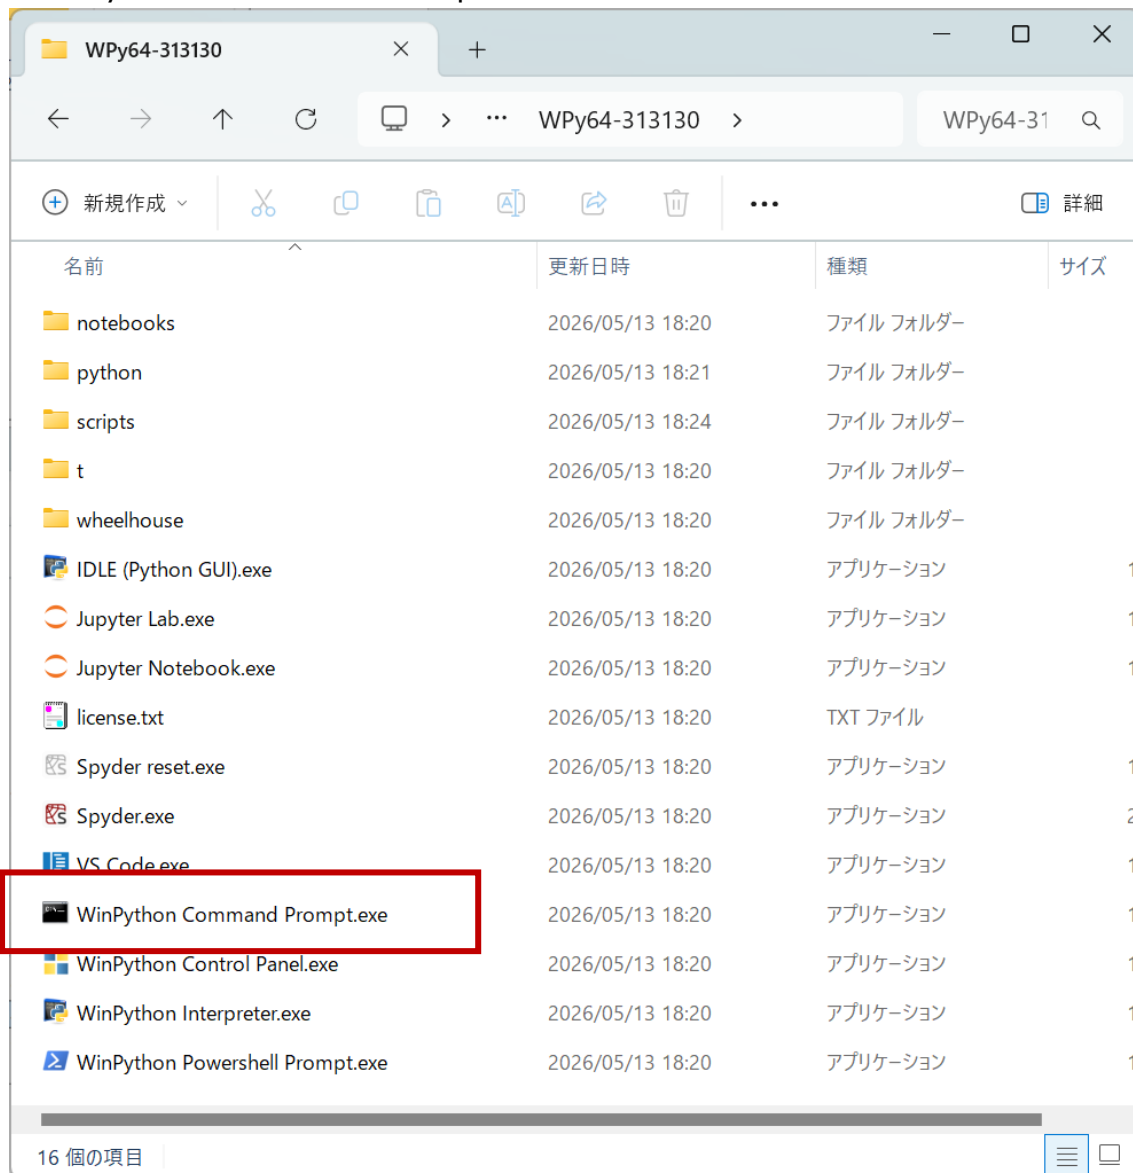 WPy64-313130
WPy64-313130
WPy64-31
新規作成
詳細
名前 更新日時 種類 サイズ
notebooks 2026/05/13 18:20 ファイル フォルダー
python 2026/05/13 18:21 ファイル フォルダー
scripts 2026/05/13 18:24 ファイル フォルダー
t 2026/05/13 18:20 ファイル フォルダー
wheelhouse 2026/05/13 18:20 ファイル フォルダー
IDLE (Python GUI).exe 2026/05/13 18:20 アプリケーション 1
Jupyter Lab.exe 2026/05/13 18:20 アプリケーション 1
Jupyter Notebook.exe 2026/05/13 18:20 アプリケーション 1
license.txt 2026/05/13 18:20 TXT ファイル
Spyder reset.exe 2026/05/13 18:20 アプリケーション 1
Spyder.exe 2026/05/13 18:20 アプリケーション 2
VS Code.exe 2026/05/13 18:20 アプリケーション 1
WinPython Command Prompt.exe 2026/05/13 18:20 アプリケーション 1
WinPython Control Panel.exe 2026/05/13 18:20 アプリケーション 1
WinPython Interpreter.exe 2026/05/13 18:20 アプリケーション 1
WinPython Powershell Prompt.exe 2026/05/13 18:20 アプリケーション 1
16 個の項目